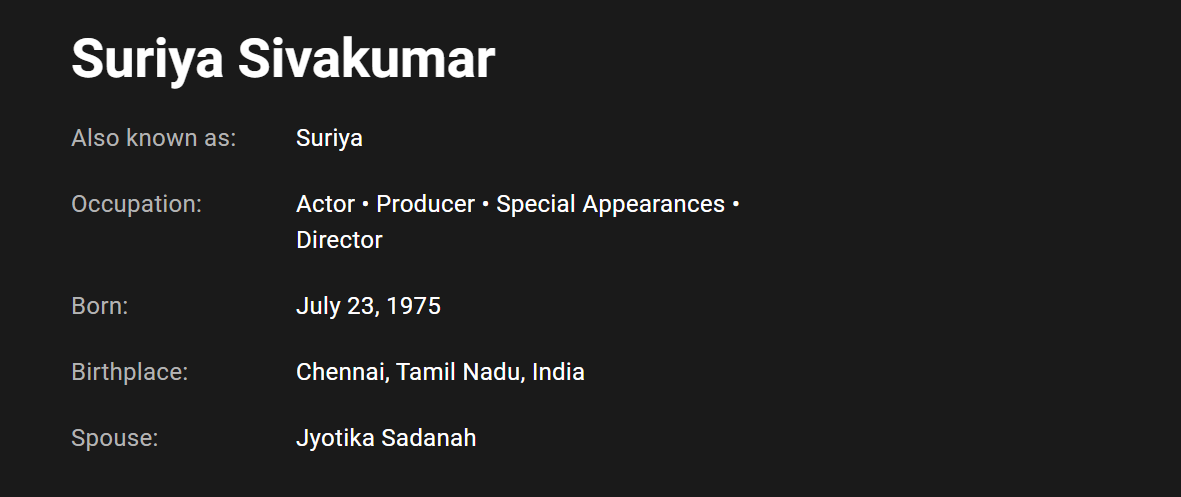 Suriya Sivakumar
Also known as: Suriya
Occupation: Actor • Producer • Special Appearances •
Director
Born: July 23, 1975
Birthplace: Chennai, Tamil Nadu, India
Spouse: Jyotika Sadanah